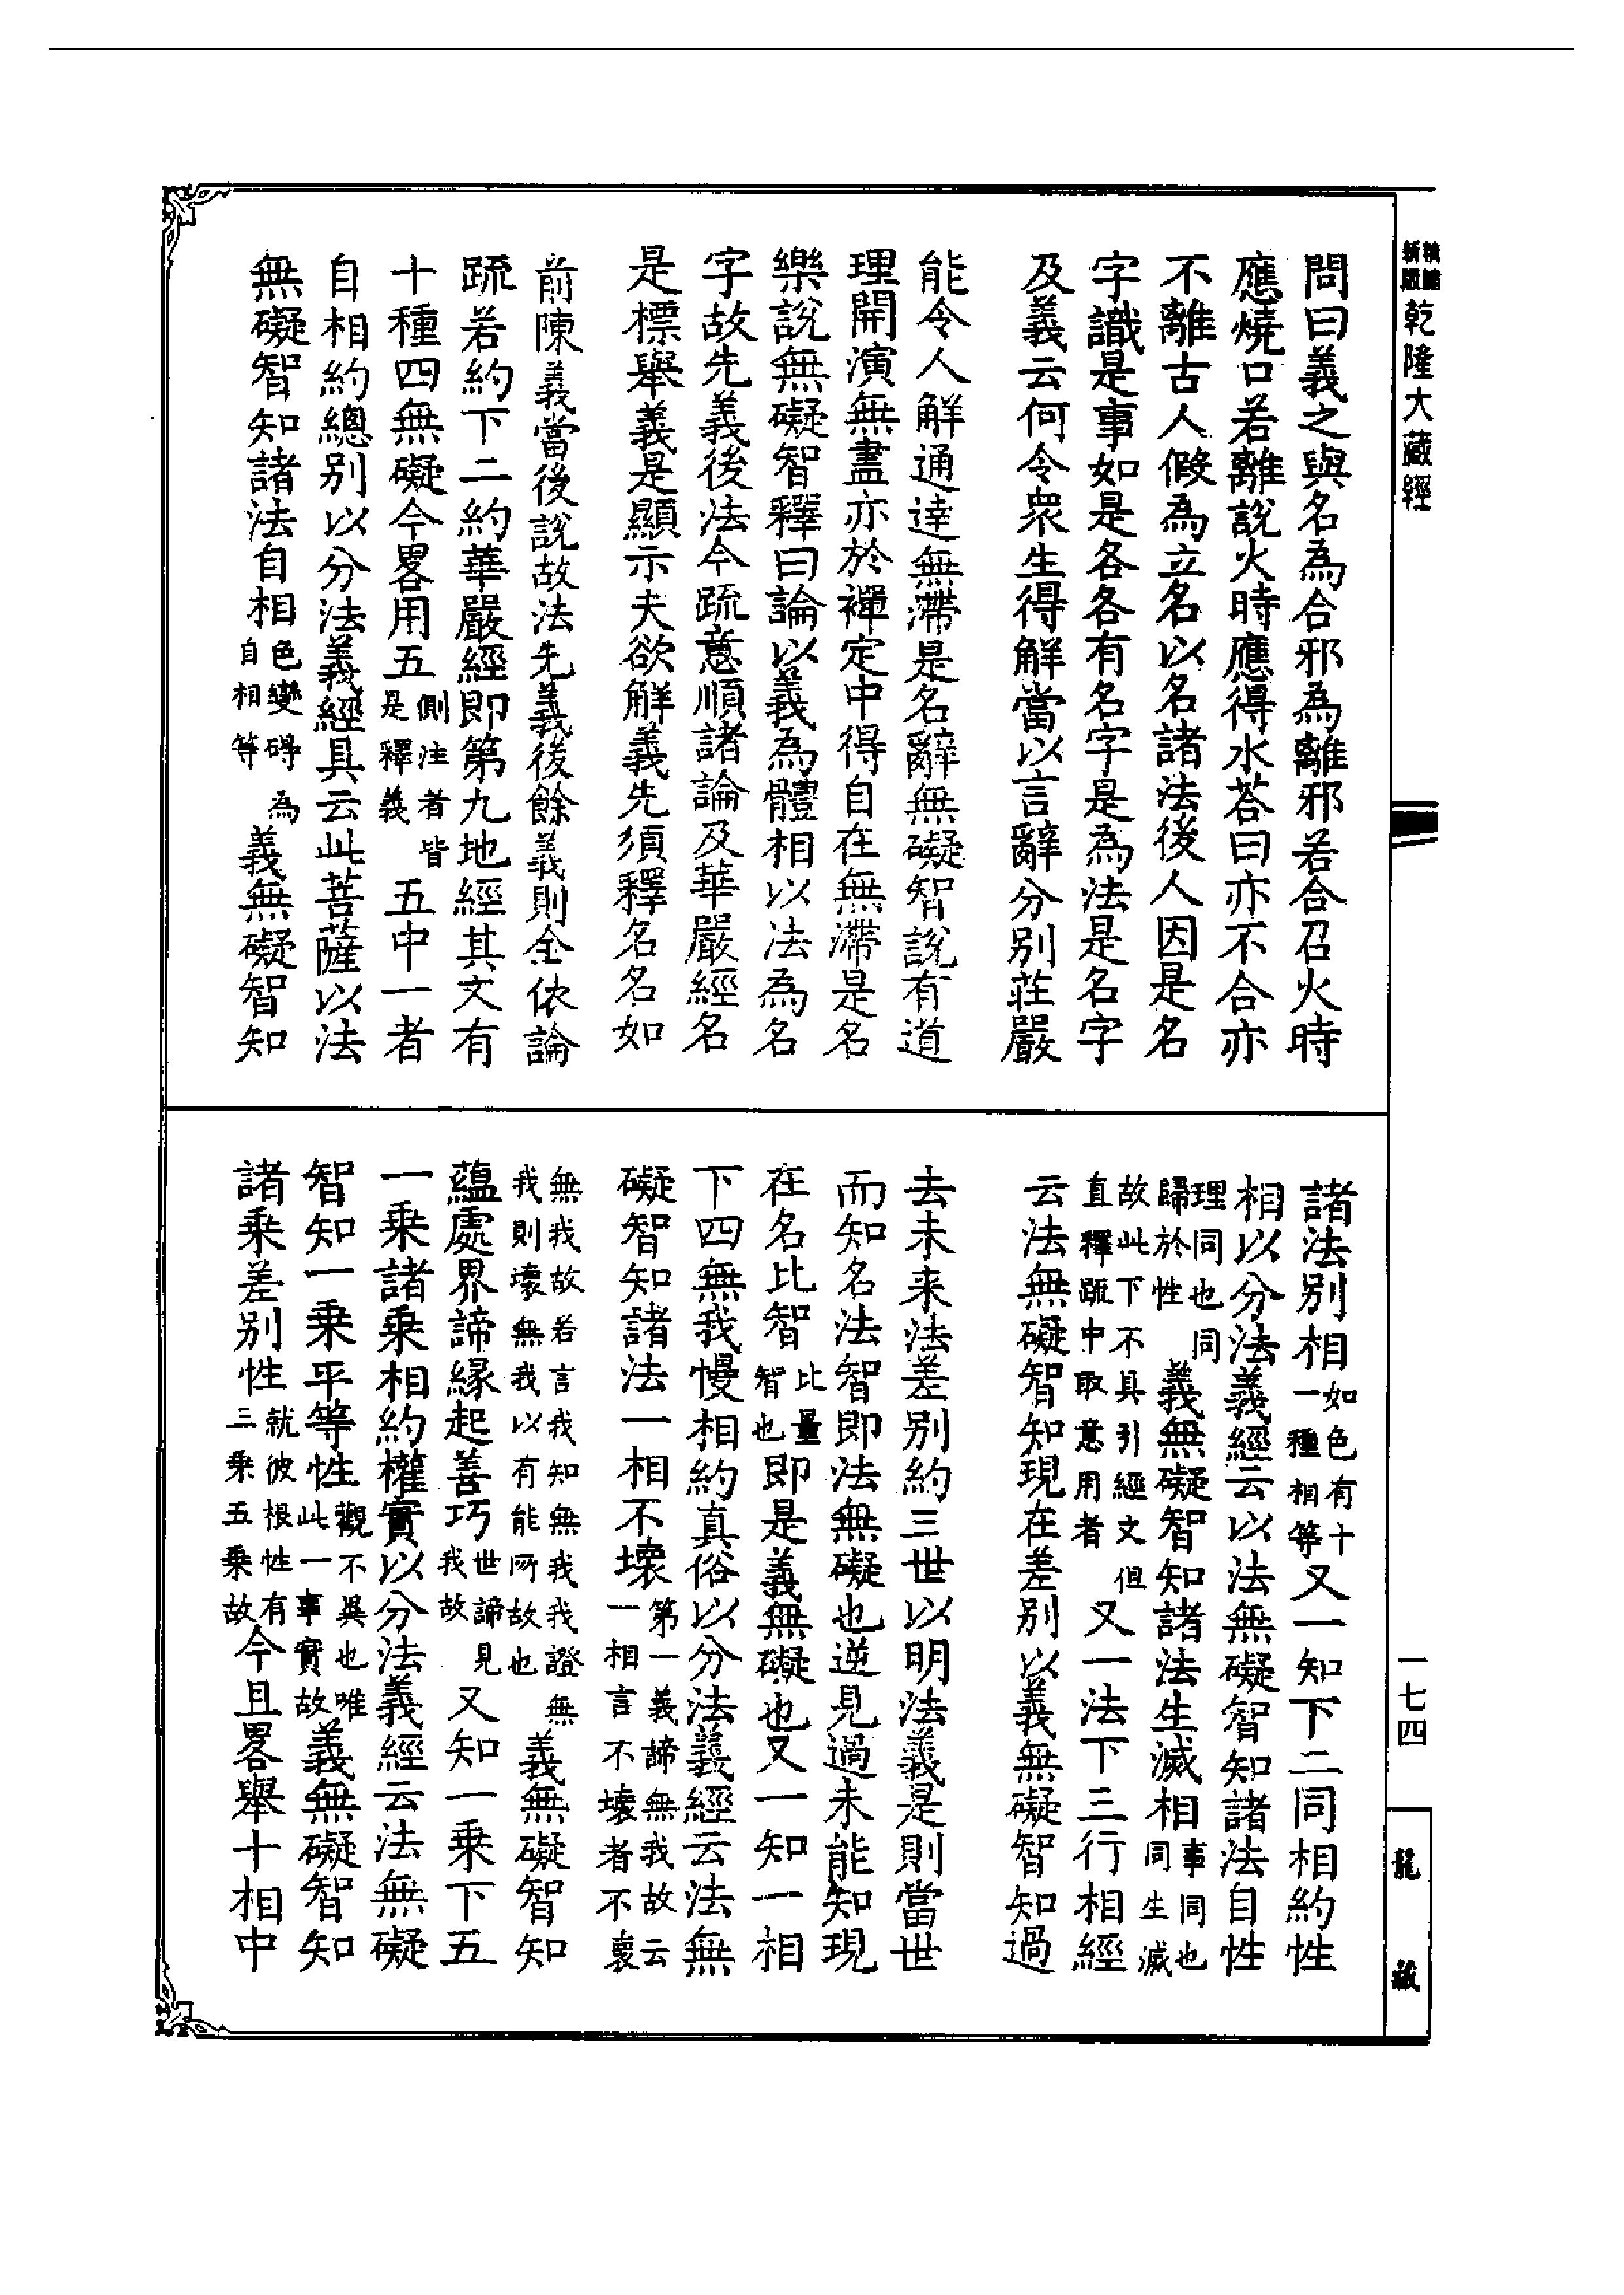 新版
精縮
乾隆大藏經
一七四
龍藏
問曰義之與名為合邪為離邪若合召火時
應燒口若離說火時應得水荅曰亦不合亦
不離古人假為立名以名諸法後人因是名
字識是事如是各各有名字是為法是名字
及義云何令衆生得解當以言辭分別莊嚴
能令人解通達無滯是名辭無礙智說有道
理開演無盡亦於禪定中得自在無滯是名
樂說無礙智釋曰論以義為體相以法為名
字故先義後法今䟽意順諸論及華嚴經名
是標舉義是顯示夫欲解義先須釋名名如
前陳義當後說故法先義後餘義則全依論
䟽若約下二約華嚴經即第九地經其文有
十種四無礙今畧用五側注者皆是釋義五中一者
自相約總別以分法義經具云此菩薩以法
無礙智知諸法自相色變碍為自相等義無礙智知
諸法別相如色有十一種相等又一知下二同相約性
相以分法義經云以法無礙智知諸法自性
理同也同歸於性義無礙智知諸法生滅相事同也同生滅
故此下不具引經文但直釋䟽中取意用者又一法下三行相經
云法無礙智知現在差別以義無礙智知過
去未来法差別約三世以明法義是則當世
而知名法智即法無礙也逆見過未能知現
在名比智比量智也即是義無礙也又一知一相
下四無我慢相約真俗以分法義經云法無
礙智知諸法一相不壞第一義諦無我故云一相言不壞者不壞
無我故若言我知無我我證無我則壞無我以有能所故也義無礙智知
蘊處界諦緣起善巧世諦見我故又知一乗下五
一乗諸乗相約權實以分法義經云法無礙
智知一乗平等性觀不異也唯此一事實故義無礙智知
諸乗差別性就彼根性有三乗五乗故今且畧舉十相中